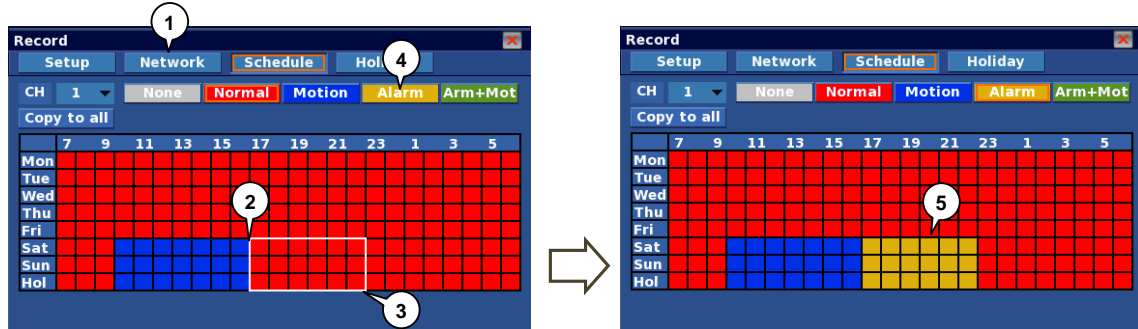 1
Record
Setup Network Schedule Hol
4
CH 1 None Normal Motion Alarm Arm+Mot
Copy to all
7 9 11 13 15 17 19 21 23 1 3 5
Mon
Tue
Wed
Thu
Fri
Sat
Sun
Hol
2
3
Record
Setup Network Schedule Holiday
CH 1 None Normal Motion Alarm Arm+Mot
Copy to all
7 9 11 13 15 17 19 21 23 1 3 5
Mon
Tue
Wed
Thu
Fri
Sat
Sun
Hol
5